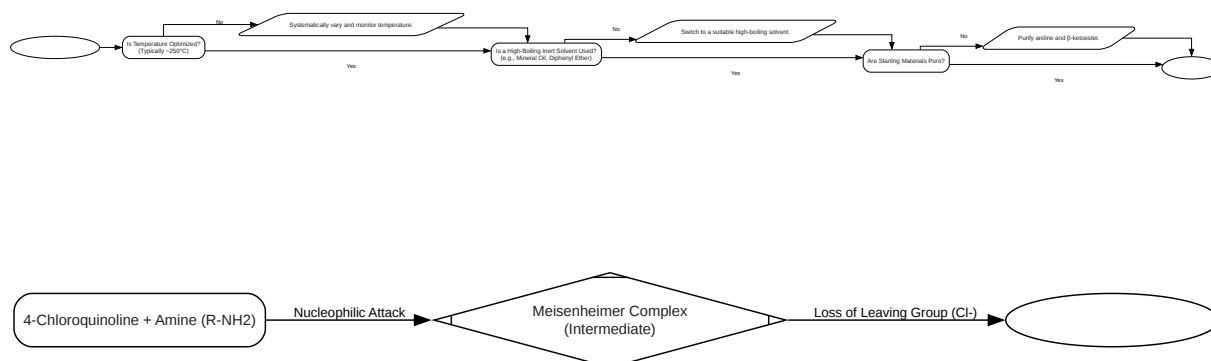 No
Systematically vary and monitor temperature.
Is Temperature Optimized?
(Typically ~250°C)
Yes
No
Switch to a suitable high-boiling solvent.
Is a High-Boiling Inert Solvent Used?
(e.g., Mineral Oil, Diphenyl Ether)
Yes
No
Purify aniline and β-ketoester.
Are Starting Materials Pure?
Yes
4-Chloroquinoline + Amine (R-NH2)
Nucleophilic Attack
Meisenheimer Complex
(Intermediate)
Loss of Leaving Group (Cl-)